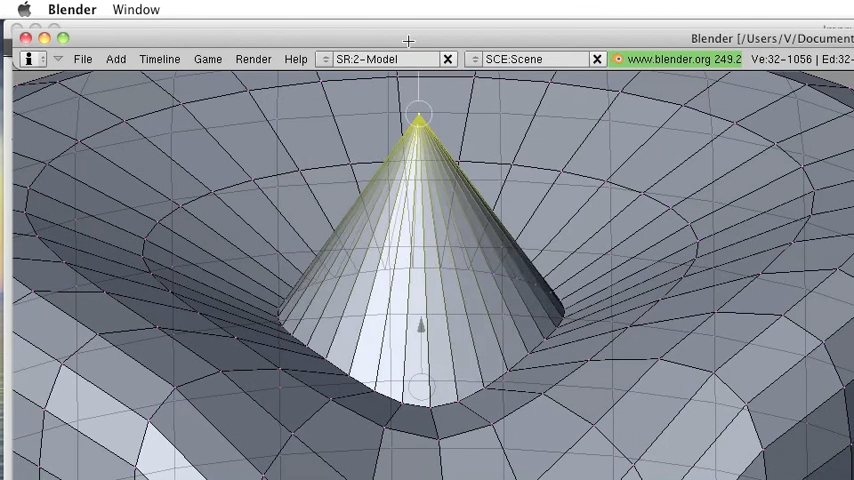 Blender Window
Blender [/Users/V/Document
File Add Timeline Game Render Help SR:2-Model SCE:Scene www.blender.org 249.2 Ve:32-1056 | Ed:32-